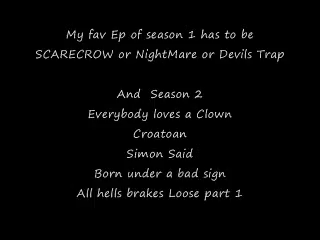 My fav Ep of season 1 has to be
SCARECROW or NightMare or Devils Trap
And Season 2
Everybody loves a Clown
Croatoan
Simon Said
Born under a bad sign
All hells brakes Loose part 1